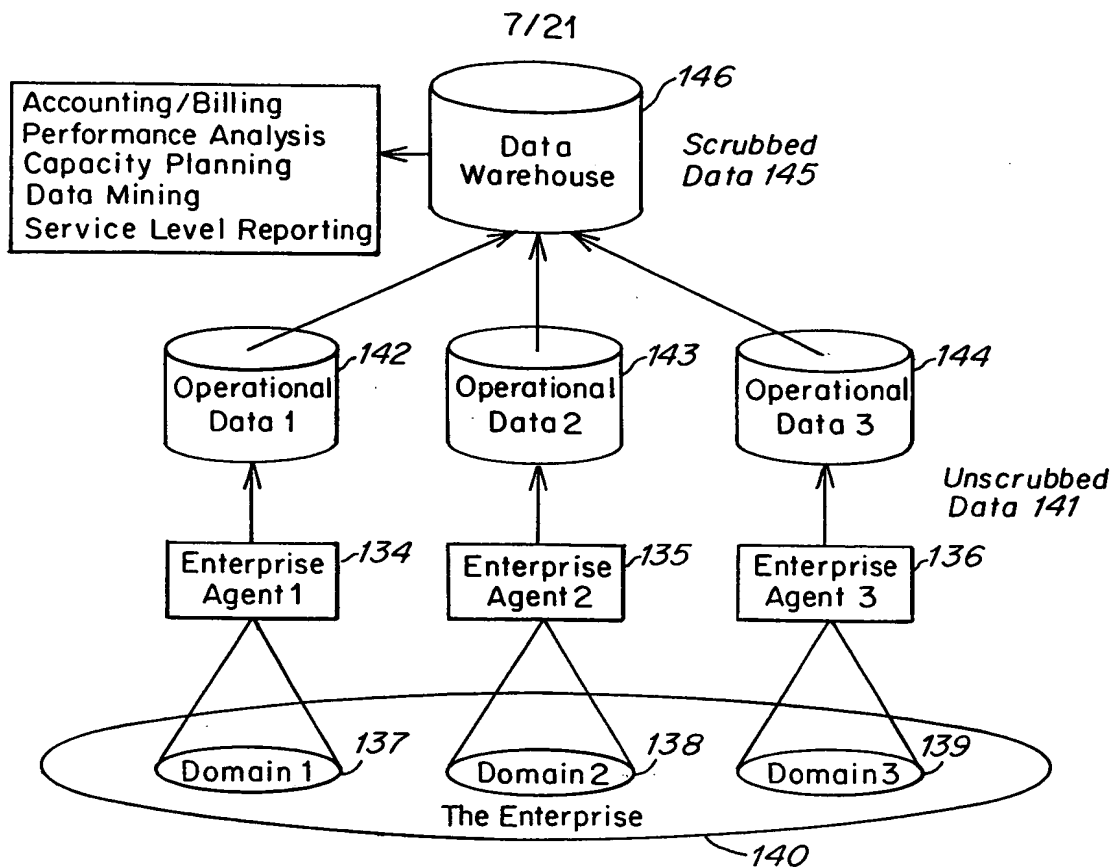 7/21
146
Accounting/Billing
Performance Analysis
Capacity Planning
Data Mining
Service Level Reporting
Data
Warehouse
Scrubbed
Data 145
142
143
144
Operational
Data 1
Operational
Data 2
Operational
Data 3
Unscrubbed
Data 141
Enterprise
Agent 1
134
Enterprise
Agent 2
135
Enterprise
Agent 3
136
Domain 1
137
Domain 2
138
Domain 3
139
The Enterprise
140